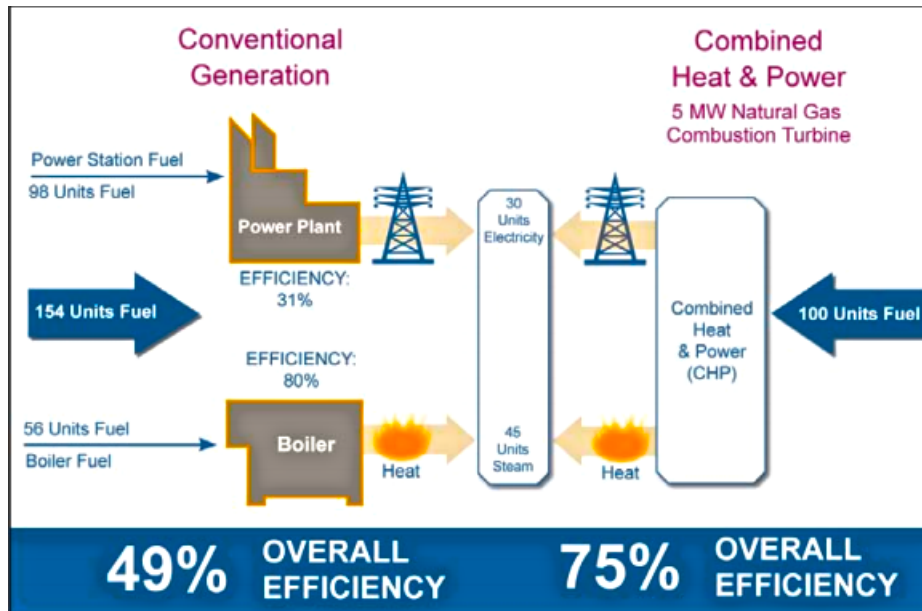 Conventional
Generation
Combined
Heat & Power
5 MW Natural Gas
Combustion Turbine
Power Station Fuel
98 Units Fuel
Power Plant
EFFICIENCY:
31%
30
Units
Electricity
154 Units Fuel
Combined
Heat
& Power
(CHP)
100 Units Fuel
EFFICIENCY:
80%
56 Units Fuel
Boiler Fuel
Boiler
Heat
45
Units
Steam
Heat
49% OVERALL
EFFICIENCY
75% OVERALL
EFFICIENCY